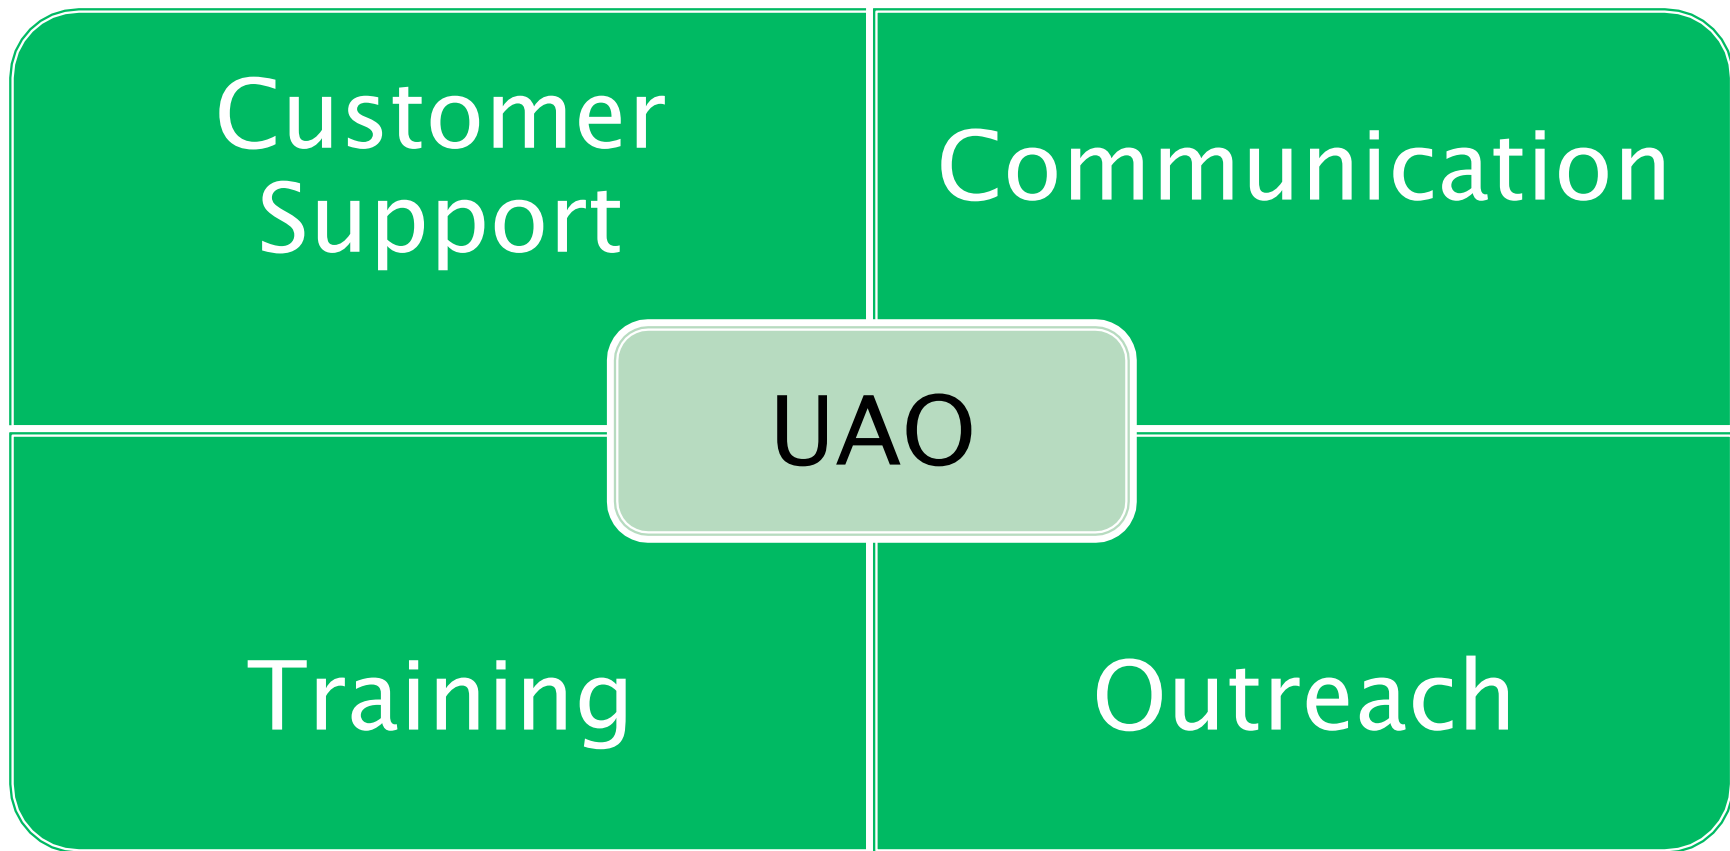 Customer
Support
Communication
UAO
Training
Outreach